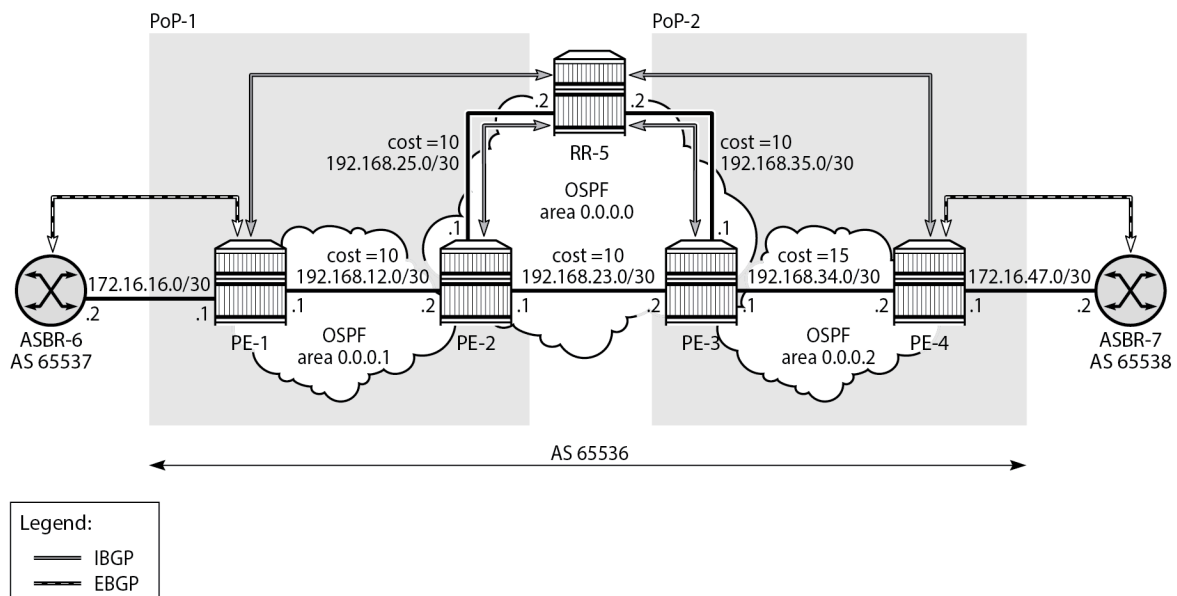 PoP-1
PoP-2
.2
.2
cost =10
192.168.25.0/30
RR-5
cost =10
192.168.35.0/30
OSPF
area 0.0.0.0
.1
.1
172.16.16.0/30
cost =10
192.168.12.0/30
cost =10
192.168.23.0/30
cost =15
192.168.34.0/30
172.16.47.0/30
.2
.1
.1
.2
.1
.2
.1
.2
.1
.2
ASBR-6
AS 65537
PE-1
OSPF
area 0.0.0.1
PE-2
PE-3
OSPF
area 0.0.0.2
PE-4
ASBR-7
AS 65538
AS 65536
Legend:
IBGP
EBGP